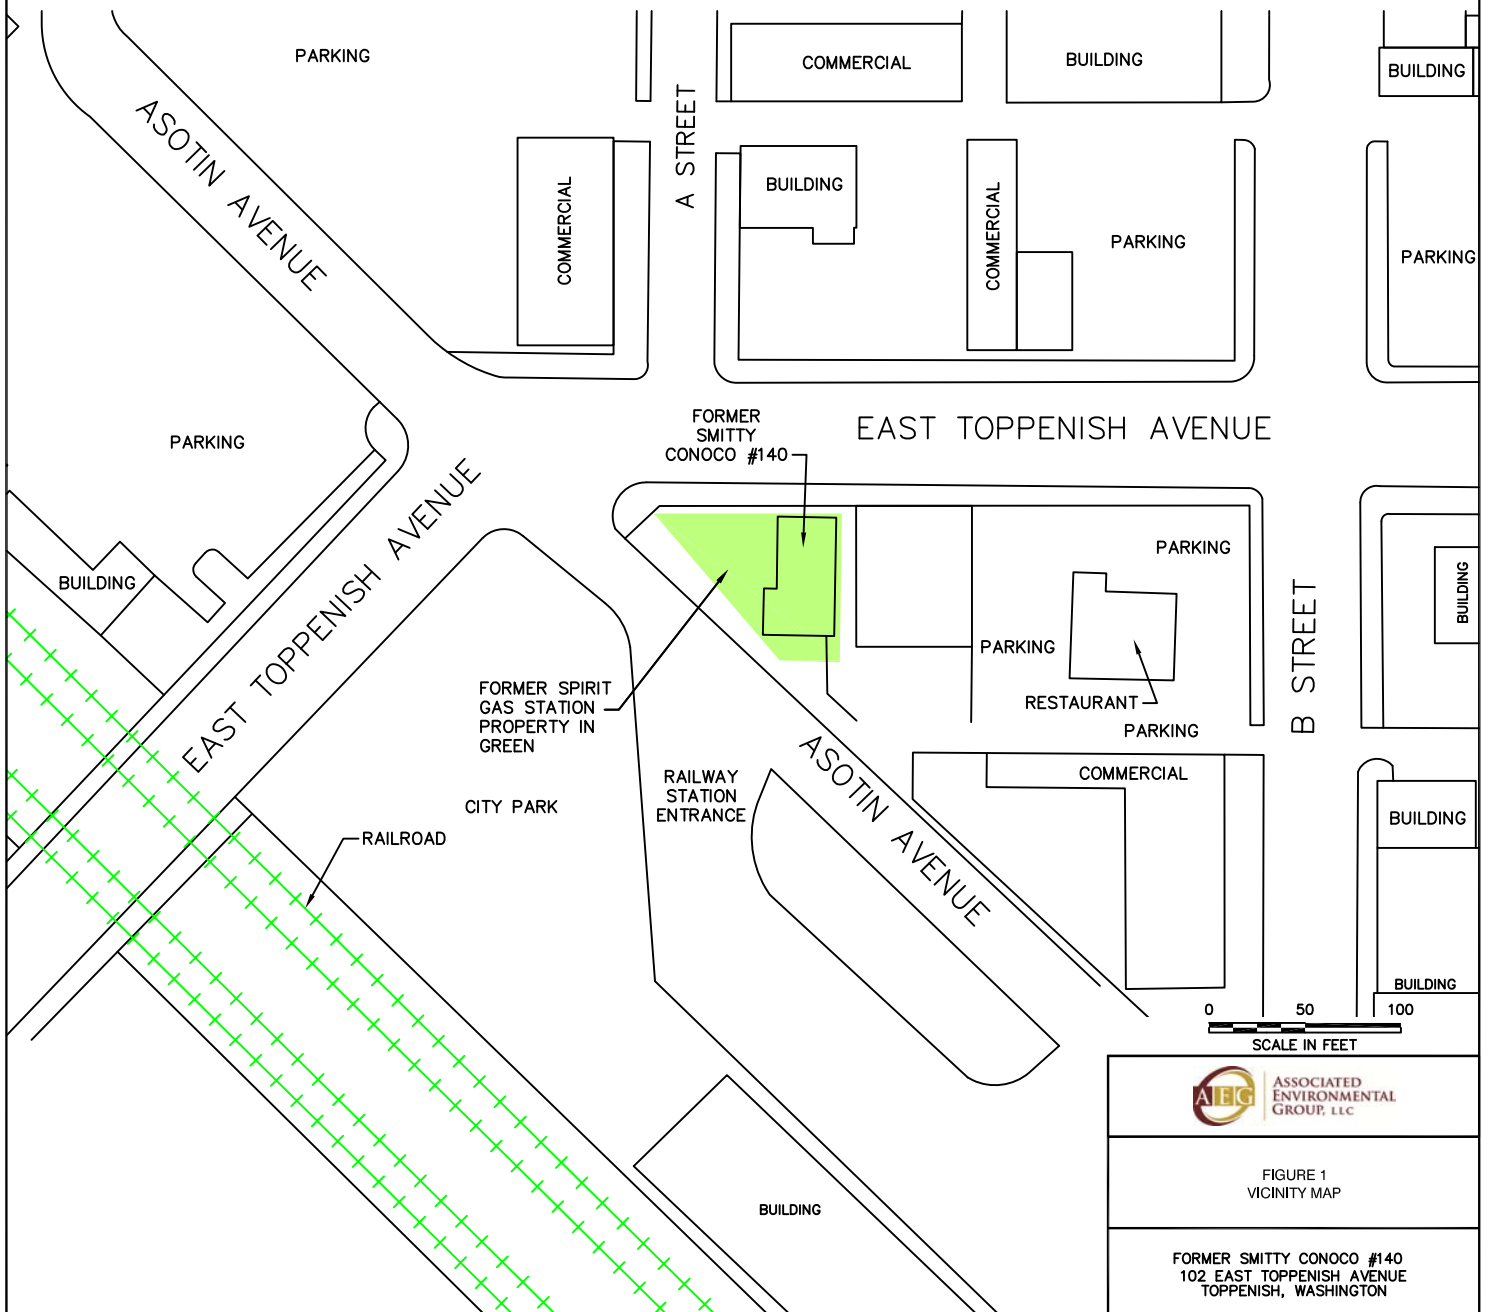 PARKING
COMMERCIAL
BUILDING
BUILDING
ASOTIN AVENUE
A STREET
COMMERCIAL
BUILDING
COMMERCIAL
PARKING
PARKING
FORMER
SMITTY
CONOCO #140
EAST TOPPENISH AVENUE
PARKING
EAST TOPPENISH AVENUE
BUILDING
PARKING
BUILDING
B STREET
PARKING
RESTAURANT
PARKING
FORMER SPIRIT
GAS STATION
PROPERTY IN
GREEN
ASOTIN AVENUE
RAILWAY
STATION
ENTRANCE
COMMERCIAL
CITY PARK
RAILROAD
BUILDING
BUILDING
0 50 100
SCALE IN FEET
BUILDING
AEG
ASSOCIATED
ENVIRONMENTAL
GROUP, LLC
FIGURE 1
VICINITY MAP
FORMER SMITTY CONOCO #140
102 EAST TOPPENISH AVENUE
TOPPENISH, WASHINGTON